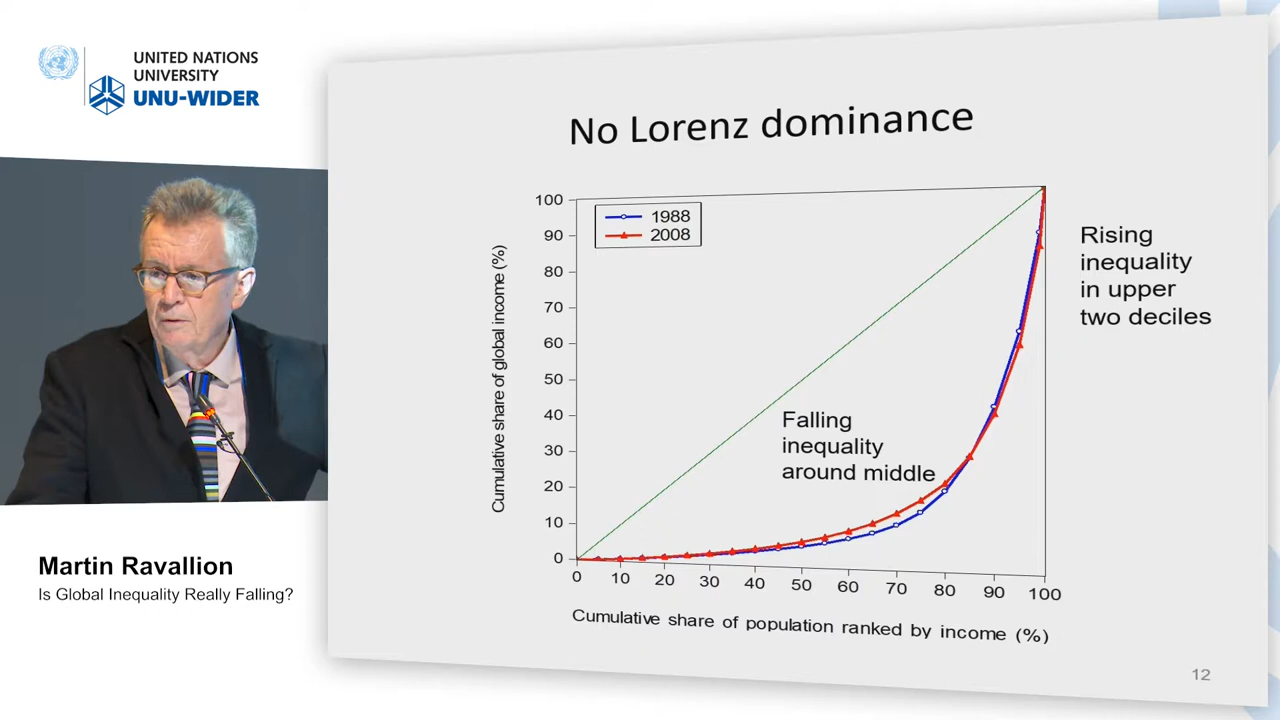 UNITED NATIONS
UNIVERSITY
UNU-WIDER
No Lorenz dominance
1988
2008
100
90
80
70
60
50
40
30
20
10
0
Cumulative share of global income (%)
Falling
inequality
around middle
Rising
inequality
in upper
two deciles
0 10 20 30 40 50 60 70 80 90 100
Cumulative share of population ranked by income (%)
12
Martin Ravallion
Is Global Inequality Really Falling?